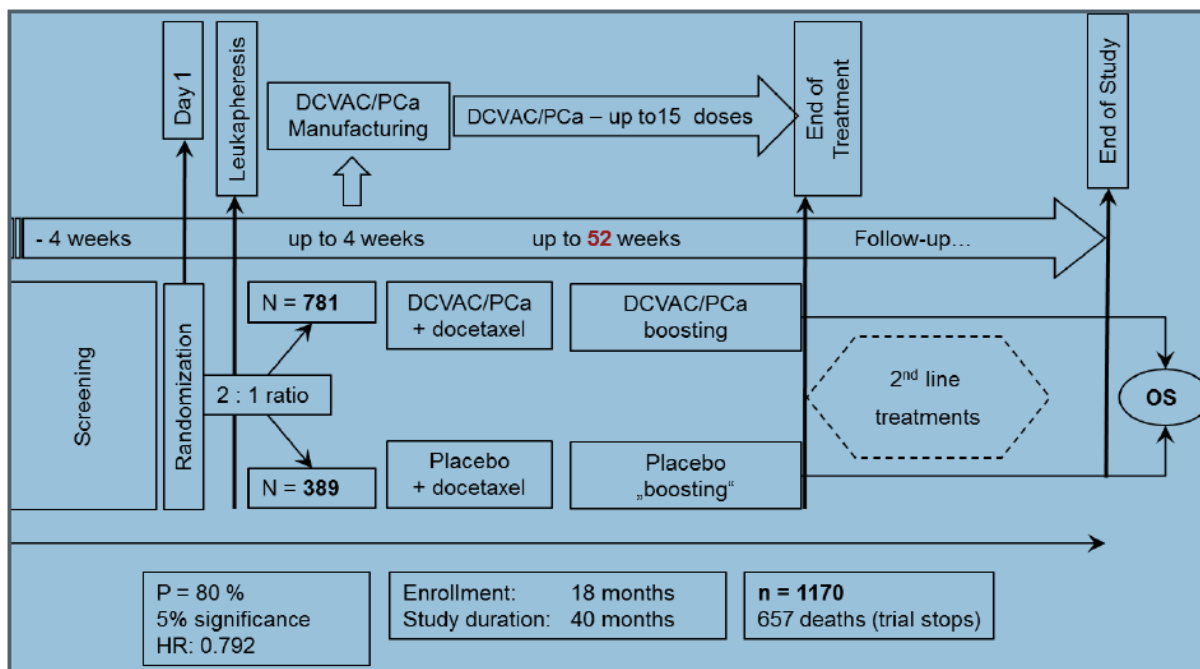 Day 1
Leukapheresis
DCVAC/PCa
Manufacturing
DCVAC/PCa – up to15 doses
End of
Treatment
End of Study
- 4 weeks
up to 4 weeks
up to 52 weeks
Follow-up…
Screening
Randomization
2 : 1 ratio
N = 781
DCVAC/PCa
+ docetaxel
DCVAC/PCa
boosting
N = 389
Placebo
+ docetaxel
Placebo
„boosting“
2nd line
treatments
OS
P = 80 %
5% significance
HR: 0.792
Enrollment: 18 months
Study duration: 40 months
n = 1170
657 deaths (trial stops)